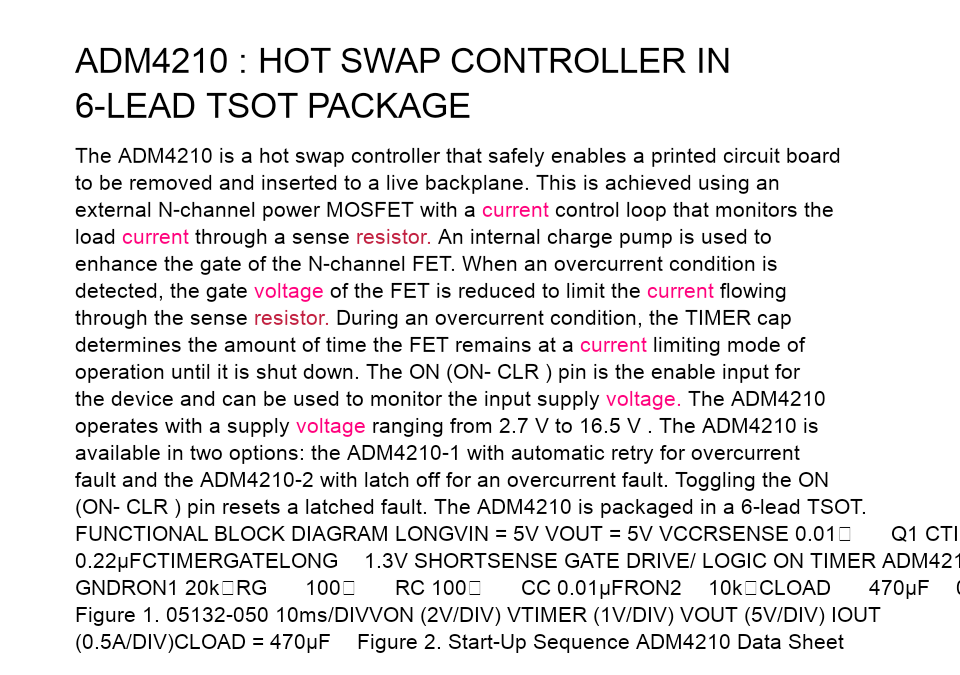 ADM4210 : HOT SWAP CONTROLLER IN
6-LEAD TSOT PACKAGE
The ADM4210 is a hot swap controller that safely enables a printed circuit board
to be removed and inserted to a live backplane. This is achieved using an
external N-channel power MOSFET with a current control loop that monitors the
load current through a sense resistor. An internal charge pump is used to
enhance the gate of the N-channel FET. When an overcurrent condition is
detected, the gate voltage of the FET is reduced to limit the current flowing
through the sense resistor. During an overcurrent condition, the TIMER cap
determines the amount of time the FET remains at a current limiting mode of
operation until it is shut down. The ON (ON- CLR ) pin is the enable input for
the device and can be used to monitor the input supply voltage. The ADM4210
operates with a supply voltage ranging from 2.7 V to 16.5 V . The ADM4210 is
available in two options: the ADM4210-1 with automatic retry for overcurrent
fault and the ADM4210-2 with latch off for an overcurrent fault. Toggling the ON
(ON- CLR ) pin resets a latched fault. The ADM4210 is packaged in a 6-lead TSOT.
FUNCTIONAL BLOCK DIAGRAM LONGVIN = 5V VOUT = 5V VCCRSENSE 0.01□ Q1 CTI
0.22μFCTIMERGATELONG 1.3V SHORTSENSE GATE DRIVE/ LOGIC ON TIMER ADM421
GNDRON1 20k□RG 100□ RC 100□ CC 0.01μFRON2 10k□CLOAD 470μF
Figure 1. 05132-050 10ms/DIVVON (2V/DIV) VTIMER (1V/DIV) VOUT (5V/DIV) IOUT
(0.5A/DIV)CLOAD = 470μF Figure 2. Start-Up Sequence ADM4210 Data Sheet